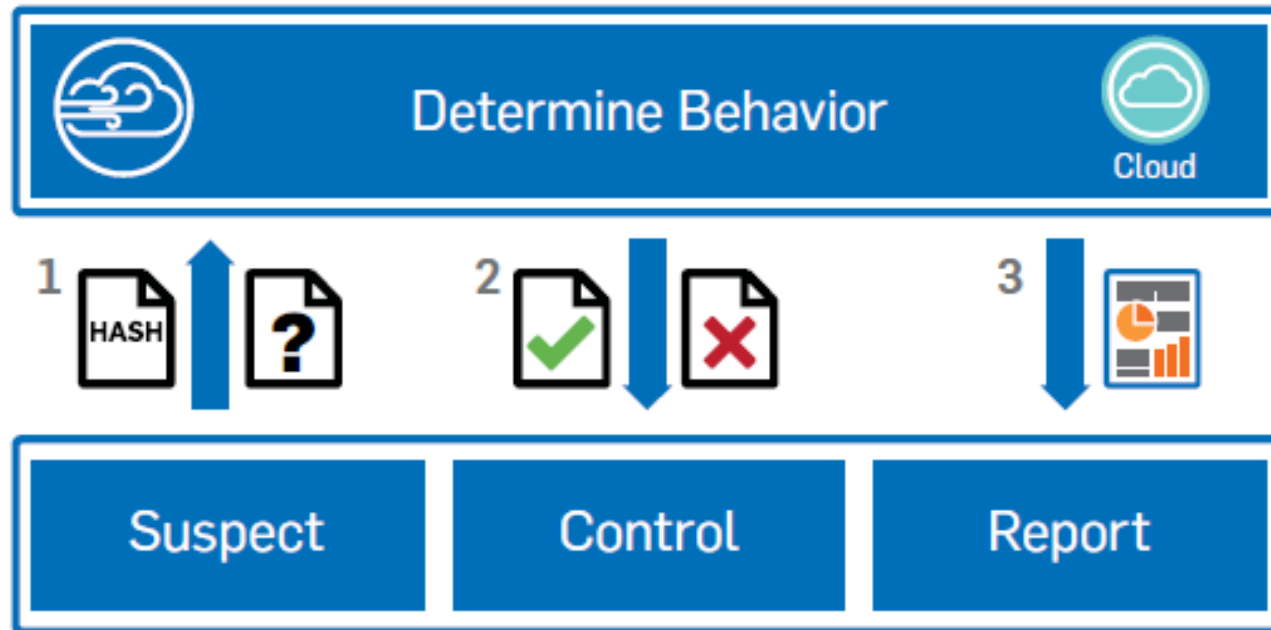 Determine Behavior
Cloud
1
HASH
?
2
3
Suspect
Control
Report